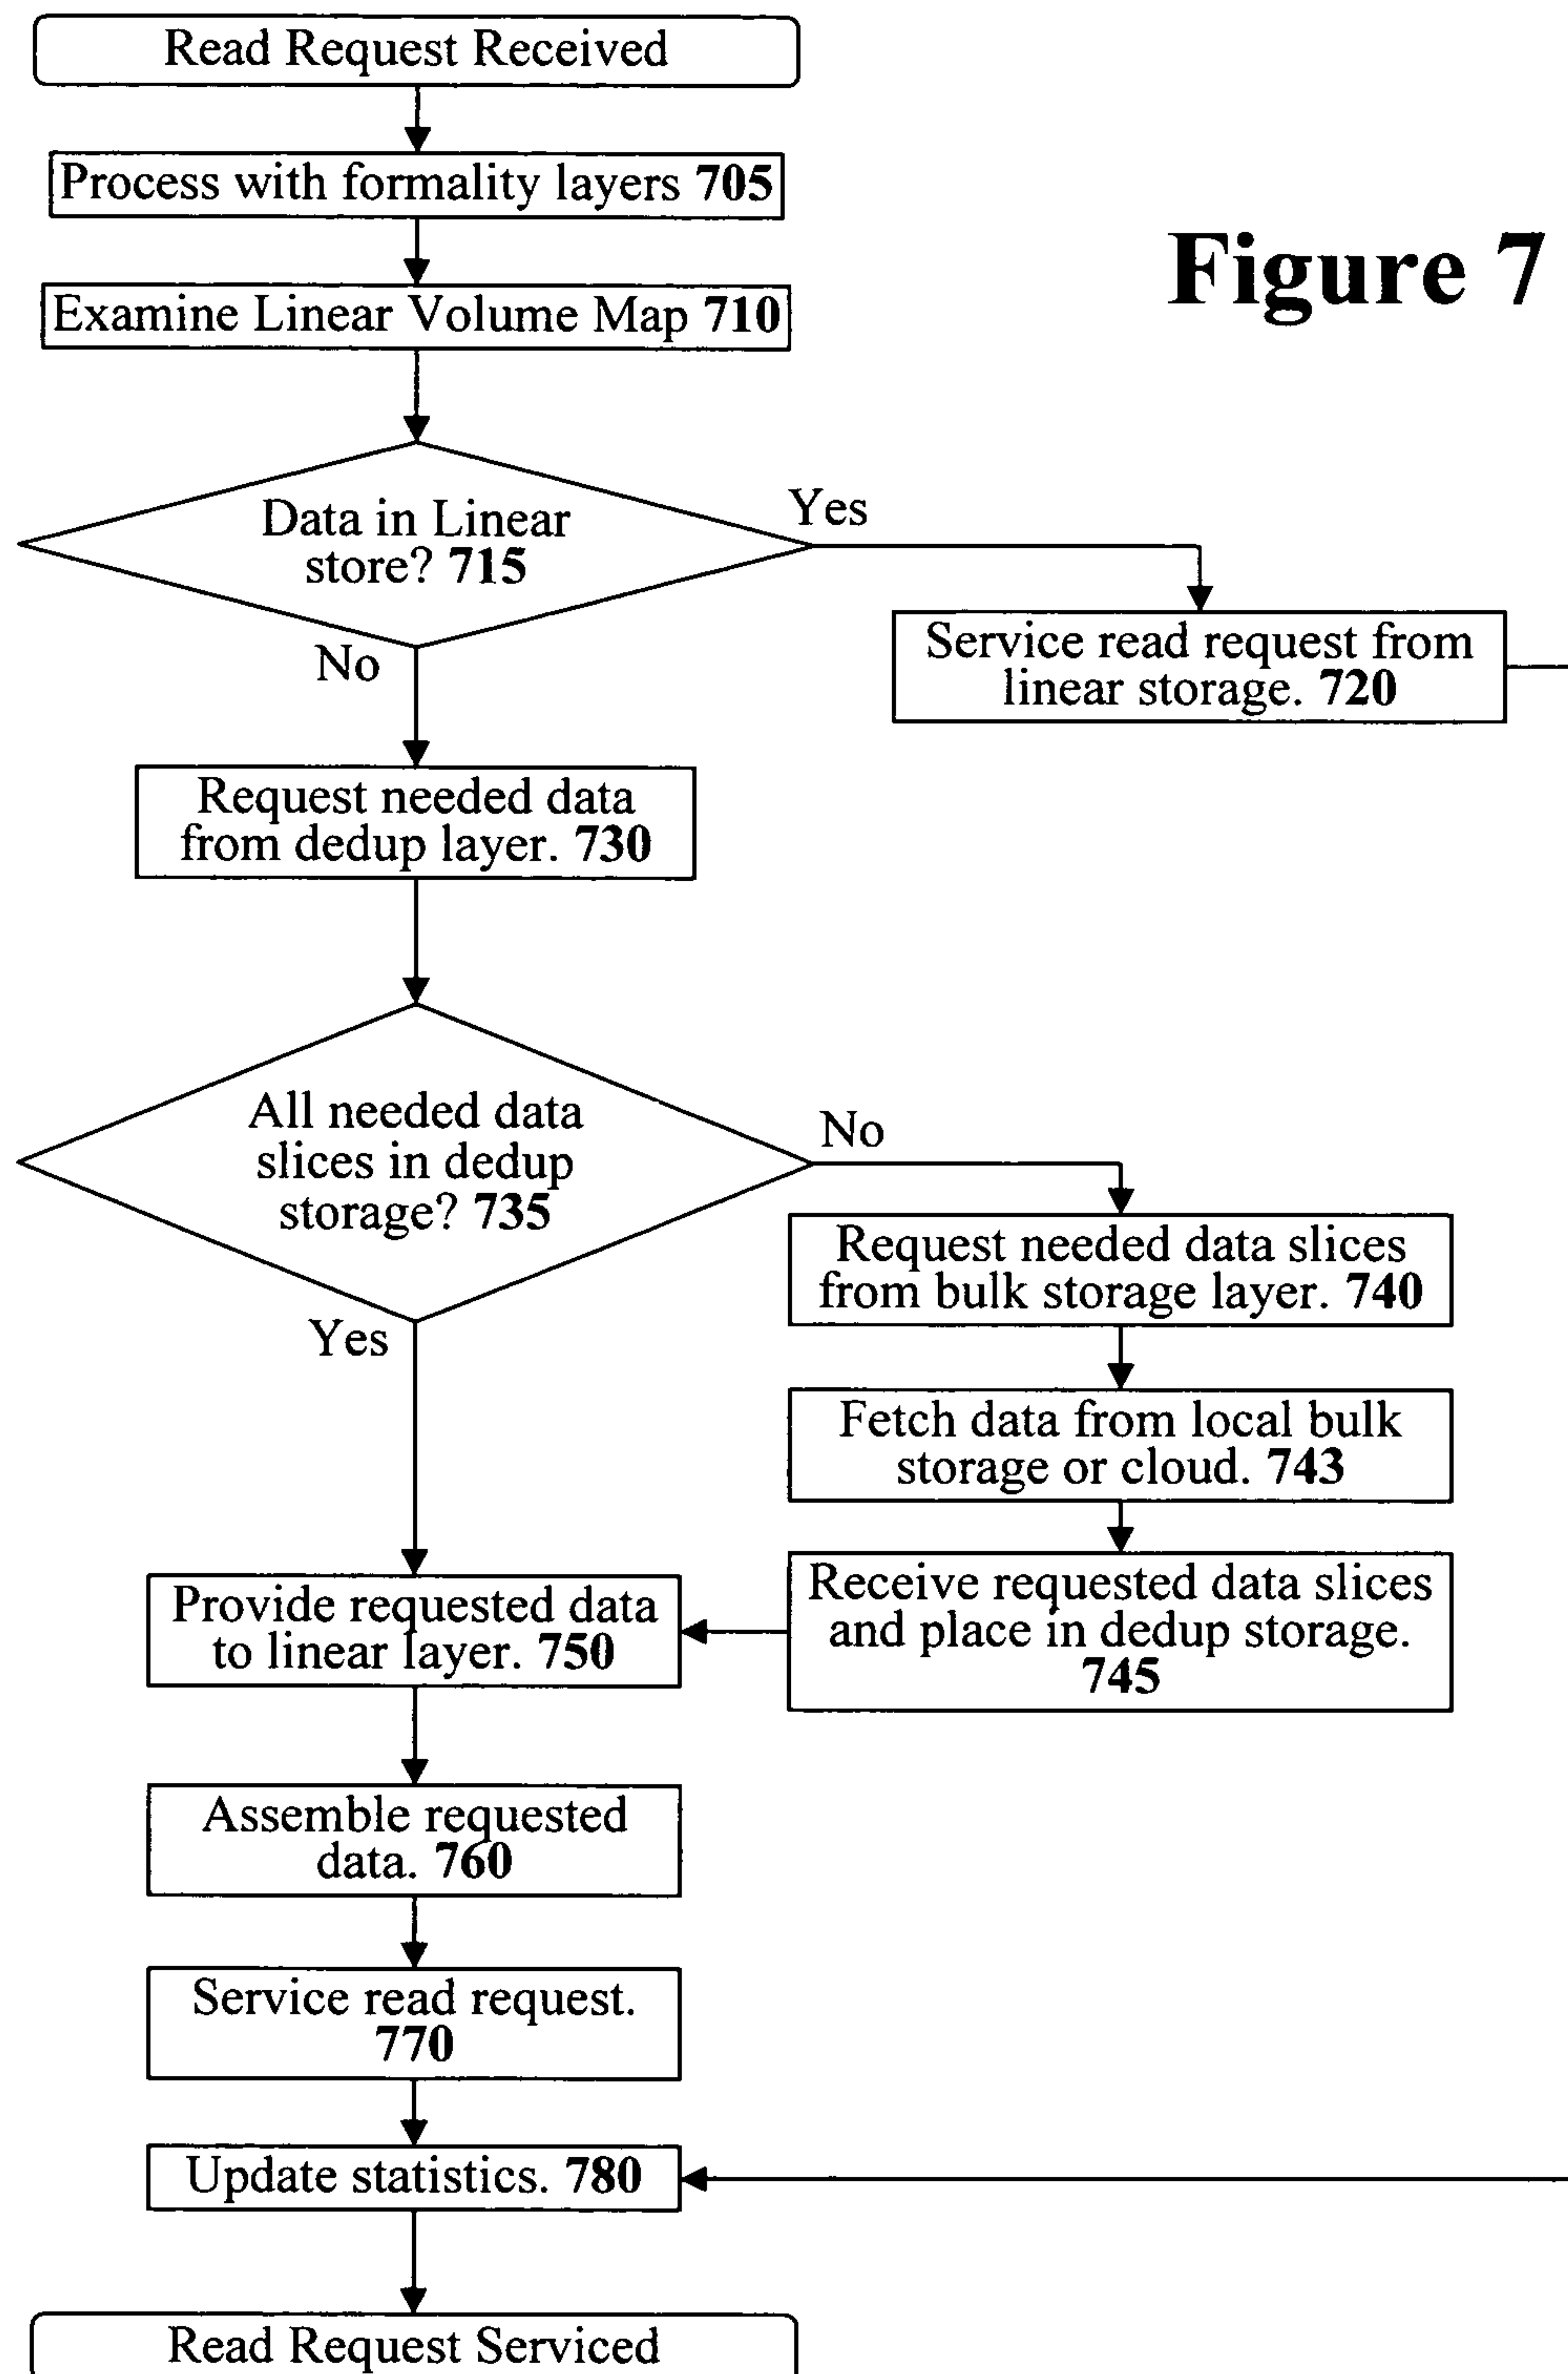 Read Request Received
Process with formality layers 705
Figure 7
Examine Linear Volume Map 710
Data in Linear
store? 715
Yes
No
Service read request from
linear storage. 720
Request needed data
from dedup layer. 730
All needed data
slices in dedup
storage? 735
No
Yes
Request needed data slices
from bulk storage layer. 740
Fetch data from local bulk
storage or cloud. 743
Receive requested data slices
and place in dedup storage.
745
Provide requested data
to linear layer. 750
Assemble requested
data. 760
Service read request.
770
Update statistics. 780
Read Request Serviced